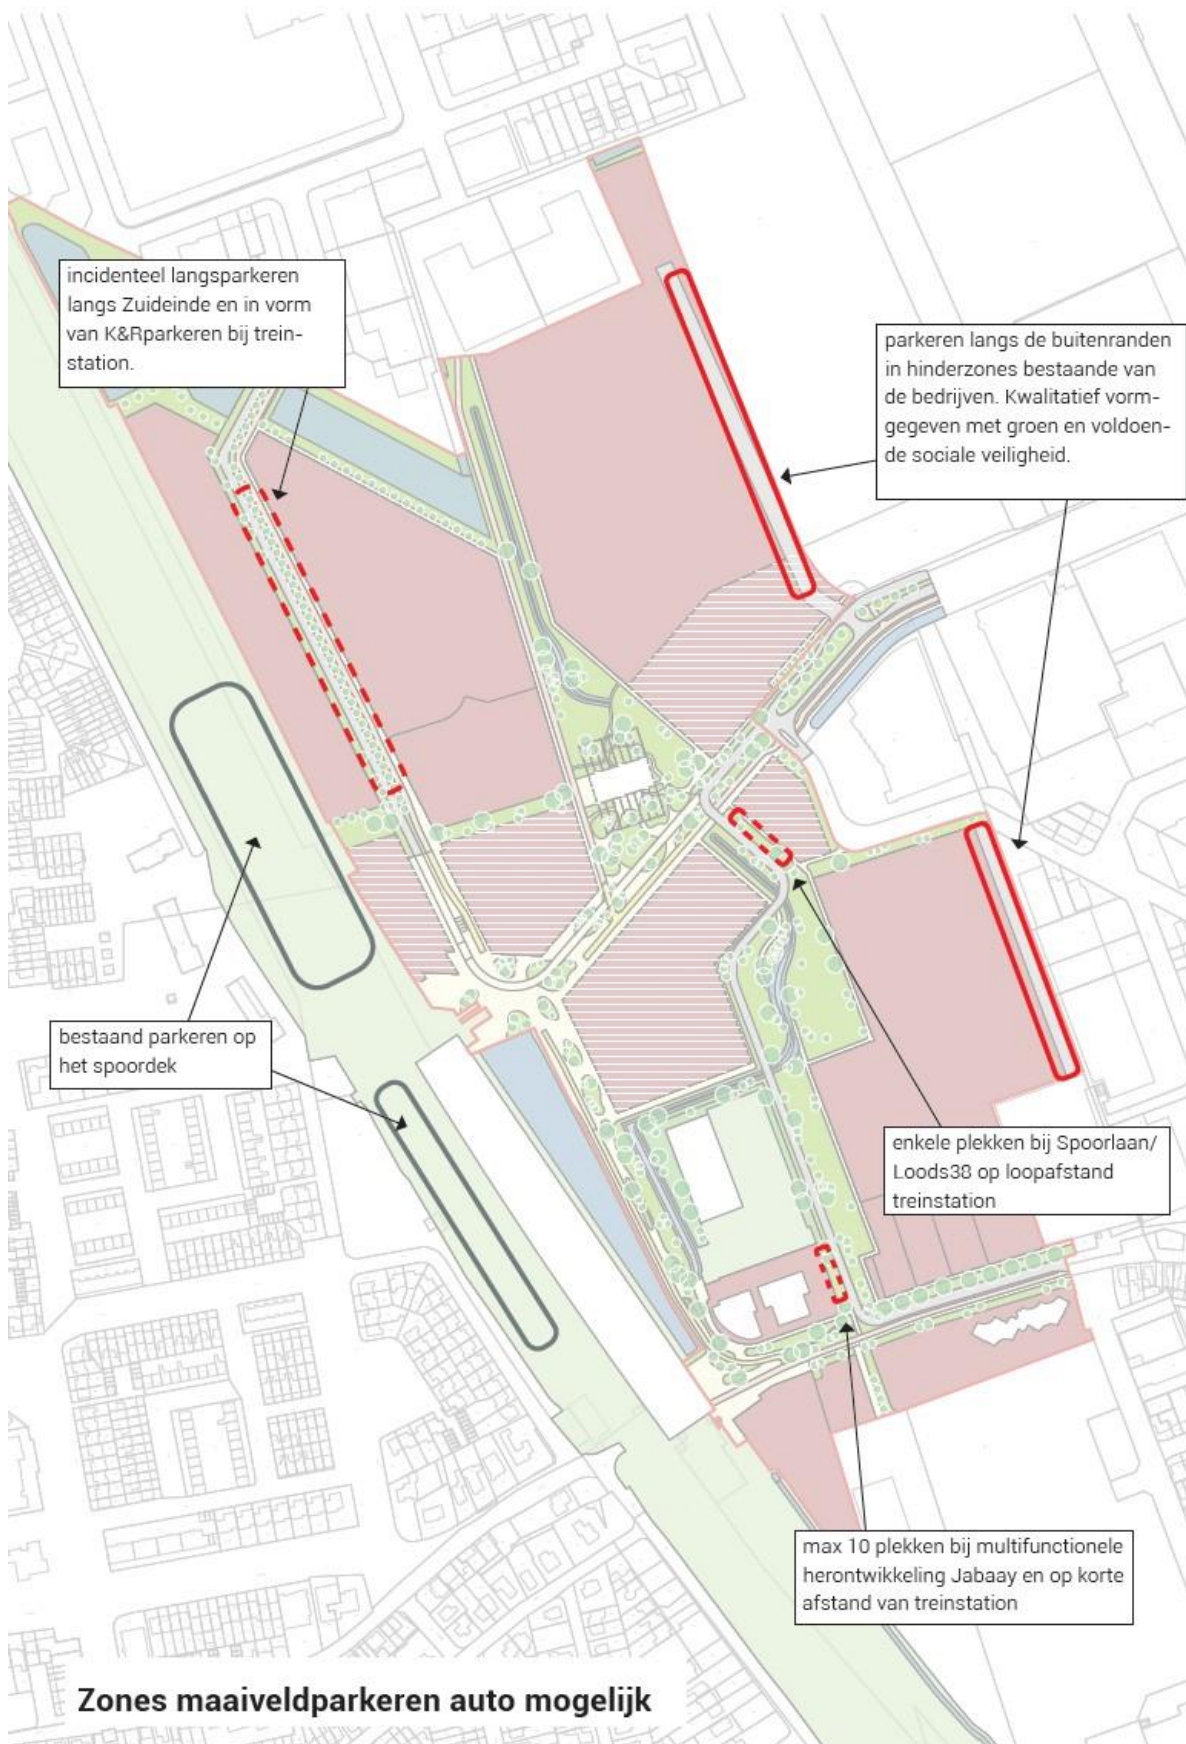 incidenteel langsparkeren
langs Zuideinde en in vorm
van K&Rparkeren bij trein-
station.
parkeren langs de buitenranden
in hinderzones bestaande van
de bedrijven. Kwalitatief vorm-
gegeven met groen en voldoen-
de sociale veiligheid.
bestaand parkeren op
het spoordek
enkele plekken bij Spoorlaan/
Loods38 op loopafstand
treinstation
max 10 plekken bij multifunctionele
herontwikkeling Jabaay en op korte
afstand van treinstation
Zones maaiveldparkeren auto mogelijk